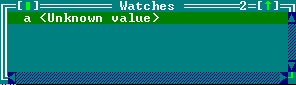 Watches 2=[↑]
a <Unknown value>